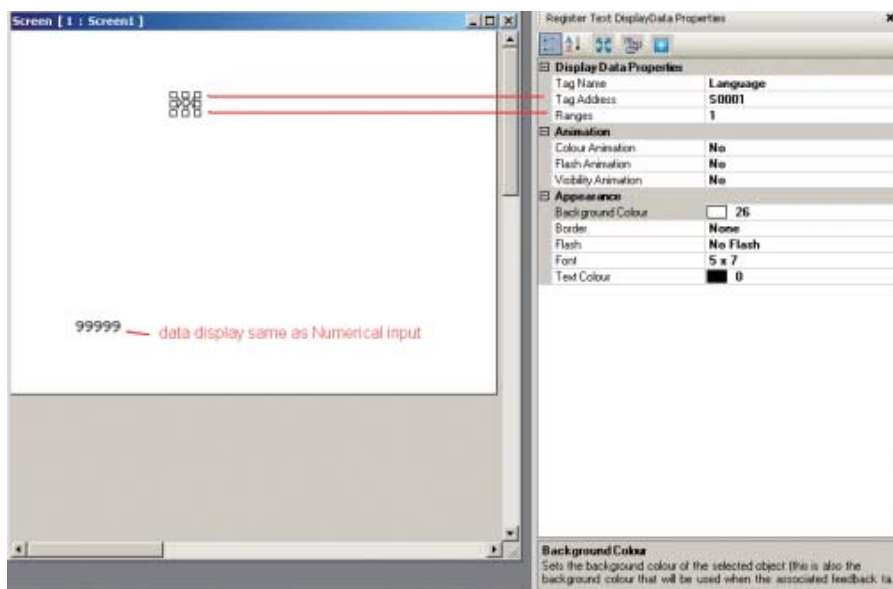 Screen [ 1 : Screen1 ]
99999
data display same as Numerical input
Register Text DisplayData Properties
Display Data Properties
Tag Name Language
Tag Address S0001
Ranges 1
Animation
Colour Animation No
Flash Animation No
Visibility Animation No
Appearance
Background Colour 26
Border None
Flash No Flash
Font 5 x 7
Text Colour 0
Background Colour
Sets the background colour of the selected object (this is also the
background colour that will be used when the associated feedback ta